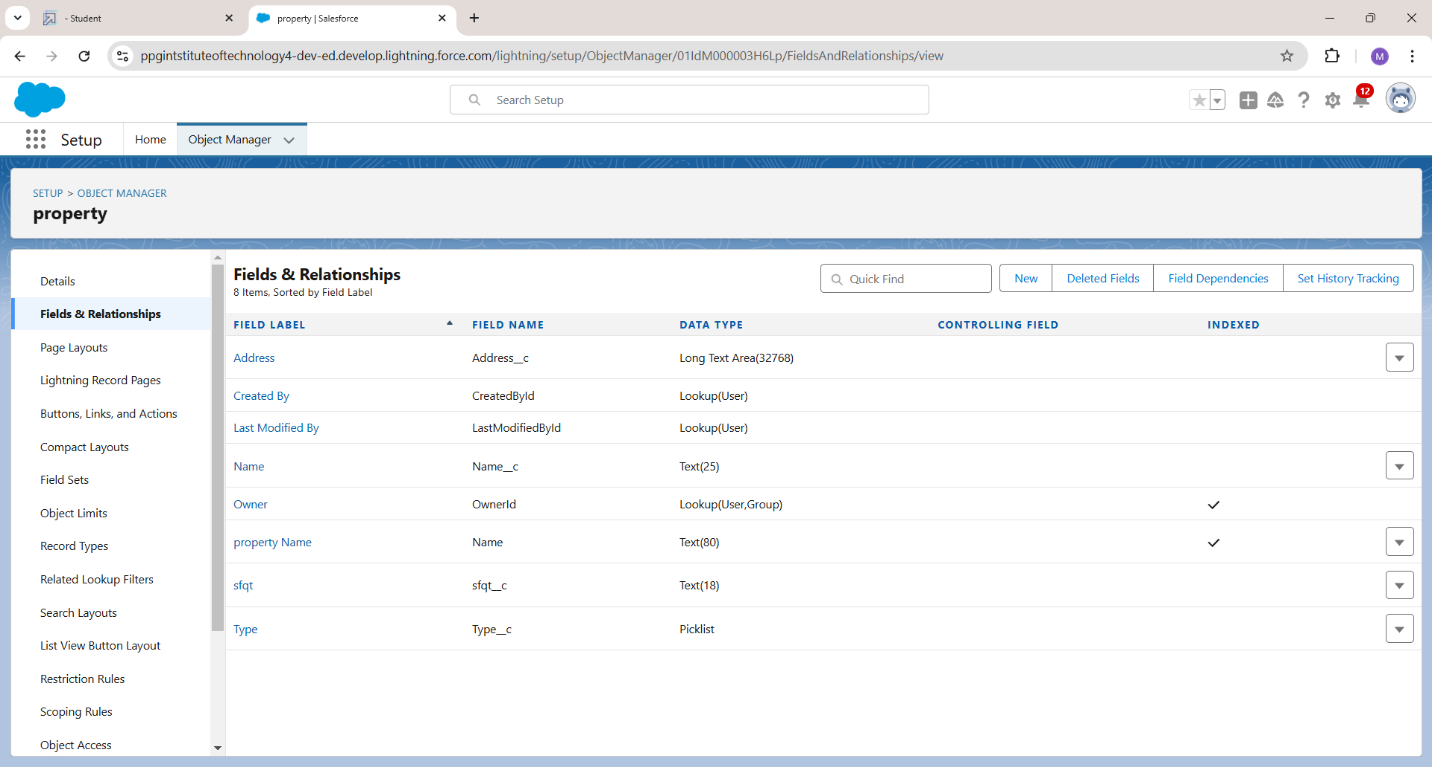 - Student
property | Salesforce
ppgintstituteoftechnology4-dev-ed.develop.lightning.force.com/lightning/setup/ObjectManager/01IdM000003H6Lp/FieldsAndRelationships/view
M
Search Setup
12
Setup
Home
Object Manager
SETUP > OBJECT MANAGER
property
Details
Fields & Relationships
Page Layouts
Lightning Record Pages
Buttons, Links, and Actions
Compact Layouts
Field Sets
Object Limits
Record Types
Related Lookup Filters
Search Layouts
List View Button Layout
Restriction Rules
Scoping Rules
Object Access
Fields & Relationships
8 Items, Sorted by Field Label
Quick Find
New
Deleted Fields
Field Dependencies
Set History Tracking
FIELD LABEL FIELD NAME DATA TYPE CONTROLLING FIELD INDEXED
Address Address__c Long Text Area(32768)
Created By CreatedById Lookup(User)
Last Modified By LastModifiedById Lookup(User)
Name Name__c Text(25)
Owner OwnerId Lookup(User,Group)
property Name Name Text(80)
sfqt sfqt__c Text(18)
Type Type__c Picklist